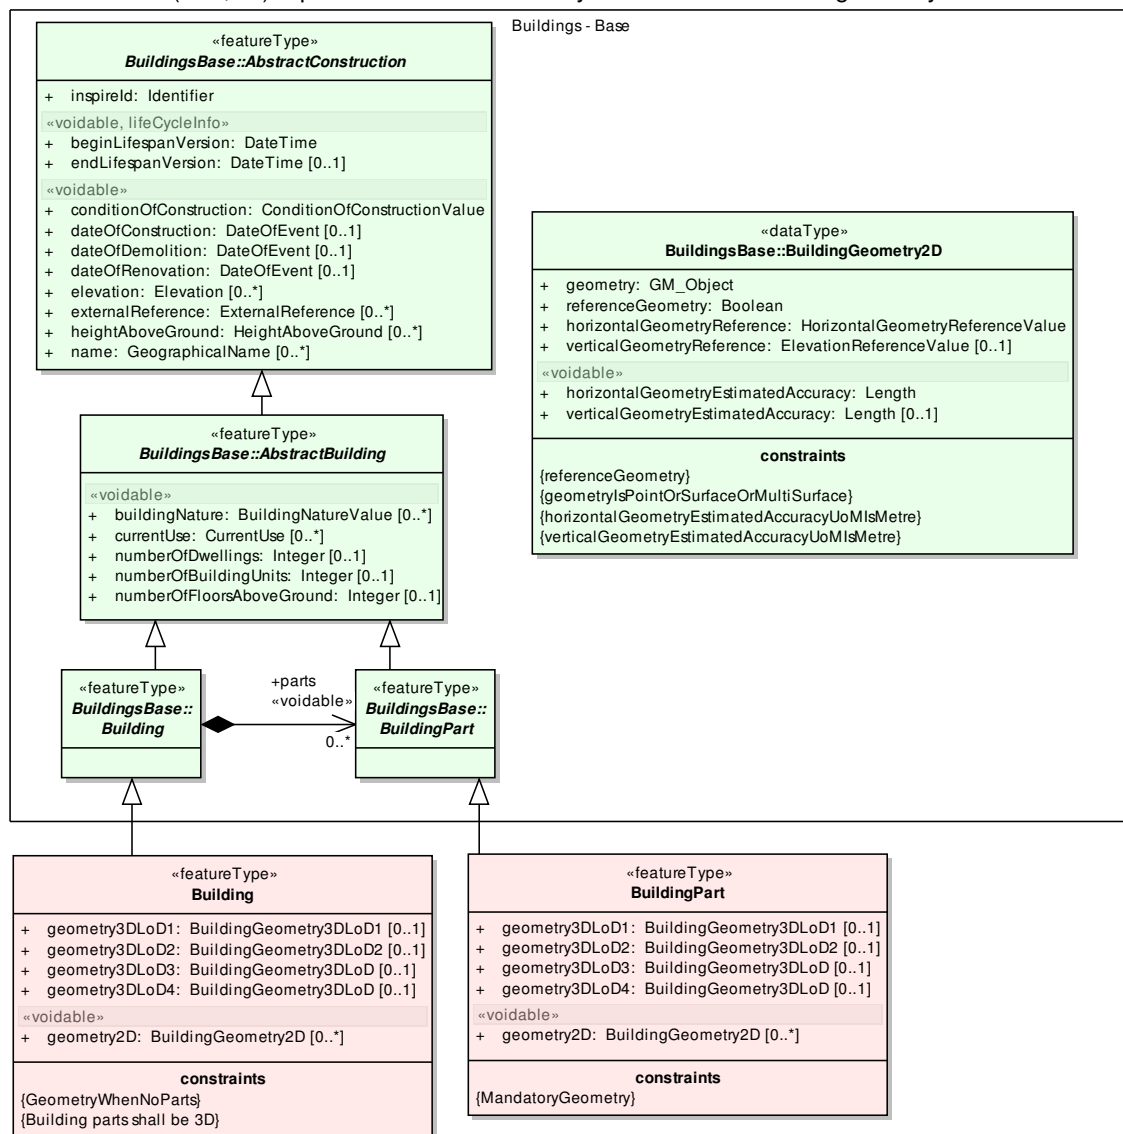 Buildings - Base
«featureType»
BuildingsBase::AbstractConstruction
+ inspireId: Identifier
«voidable, lifeCycleInfo»
+ beginLifespanVersion: DateTime
+ endLifespanVersion: DateTime [0..1]
«voidable»
+ conditionOfConstruction: ConditionOfConstructionValue
+ dateOfConstruction: DateOfEvent [0..1]
+ dateOfDemolition: DateOfEvent [0..1]
+ dateOfRenovation: DateOfEvent [0..1]
+ elevation: Elevation [0..*]
+ externalReference: ExternalReference [0..*]
+ heightAboveGround: HeightAboveGround [0..*]
+ name: GeographicalName [0..*]
«dataType»
BuildingsBase::BuildingGeometry2D
+ geometry: GM_Object
+ referenceGeometry: Boolean
+ horizontalGeometryReference: HorizontalGeometryReferenceValue
+ verticalGeometryReference: ElevationReferenceValue [0..1]
«voidable»
+ horizontalGeometryEstimatedAccuracy: Length
+ verticalGeometryEstimatedAccuracy: Length [0..1]
constraints
{referenceGeometry}
{geometryIsPointOrSurfaceOrMultiSurface}
{horizontalGeometryEstimatedAccuracyUoMIsMetre}
{verticalGeometryEstimatedAccuracyUoMIsMetre}
«featureType»
BuildingsBase::AbstractBuilding
«voidable»
+ buildingNature: BuildingNatureValue [0..*]
+ currentUse: CurrentUse [0..*]
+ numberOfDwellings: Integer [0..1]
+ numberOfBuildingUnits: Integer [0..1]
+ numberOfFloorsAboveGround: Integer [0..1]
«featureType»
BuildingsBase::
Building
+parts
«voidable»
0..*
«featureType»
BuildingsBase::
BuildingPart
«featureType»
Building
+ geometry3DLoD1: BuildingGeometry3DLoD1 [0..1]
+ geometry3DLoD2: BuildingGeometry3DLoD2 [0..1]
+ geometry3DLoD3: BuildingGeometry3DLoD [0..1]
+ geometry3DLoD4: BuildingGeometry3DLoD [0..1]
«voidable»
+ geometry2D: BuildingGeometry2D [0..*]
constraints
{GeometryWhenNoParts}
{Building parts shall be 3D}
«featureType»
BuildingPart
+ geometry3DLoD1: BuildingGeometry3DLoD1 [0..1]
+ geometry3DLoD2: BuildingGeometry3DLoD2 [0..1]
+ geometry3DLoD3: BuildingGeometry3DLoD [0..1]
+ geometry3DLoD4: BuildingGeometry3DLoD [0..1]
«voidable»
+ geometry2D: BuildingGeometry2D [0..*]
constraints
{MandatoryGeometry}